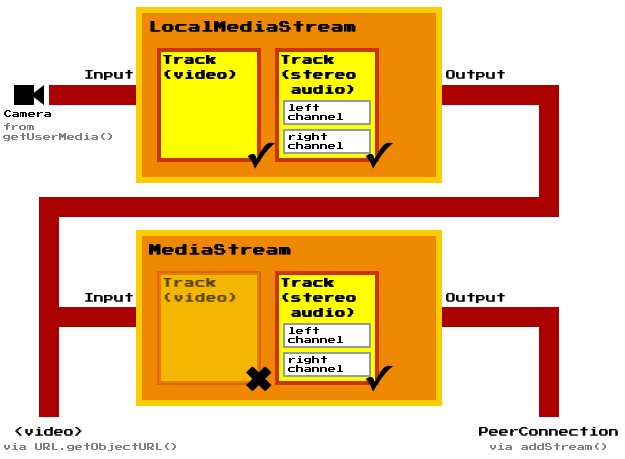 LocalMediaStream
Input
Track
(video)
Track
(stereo
audio)
left
channel
right
channel
Output
Camera
from
getUserMedia()
MediaStream
Input
Track
(video)
Track
(stereo
audio)
left
channel
right
channel
Output
(video)
via URL.getObjectURL()
PeerConnection
via addStream()